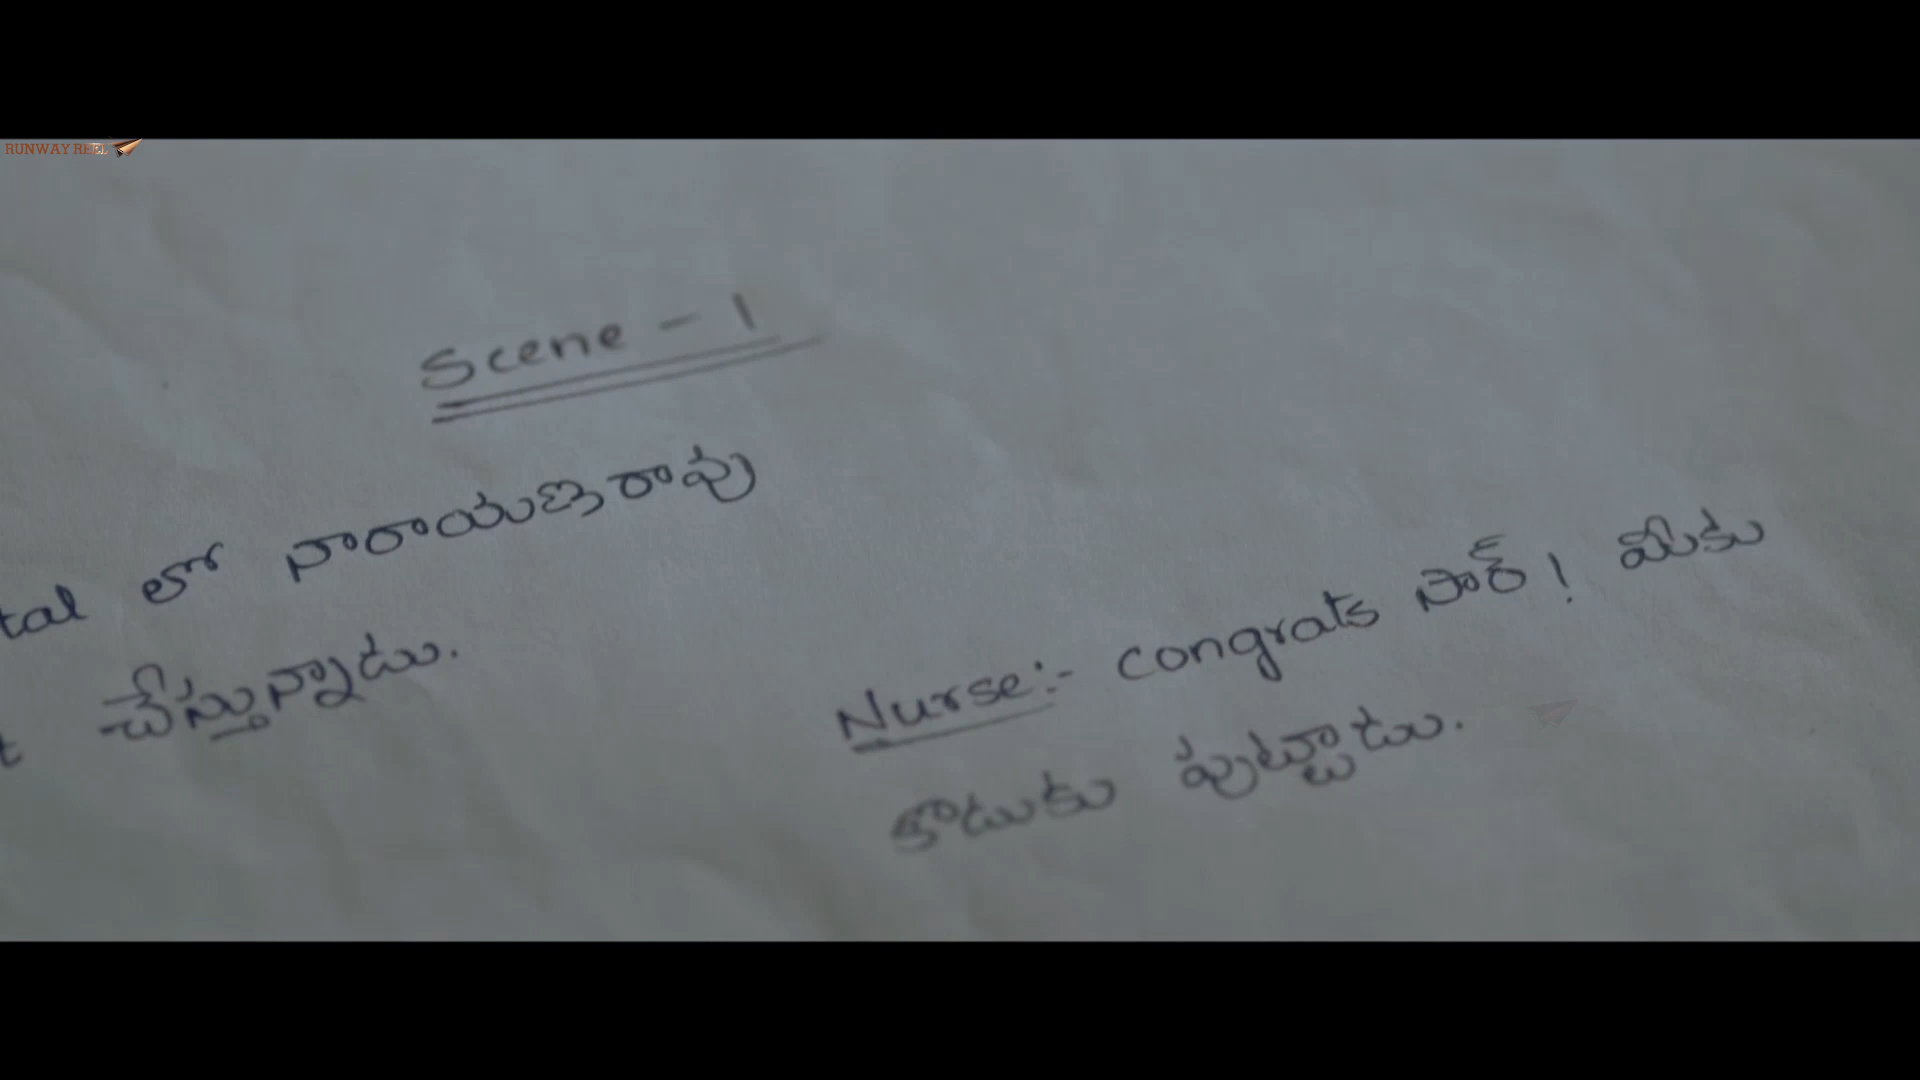 RUNWAY REEL
Scene - 1
tal లో నారాయణరావు
t చేస్తున్నాడు.
Nurse:- congrats సార్! మీకు
కొడుకు పుట్టాడు.